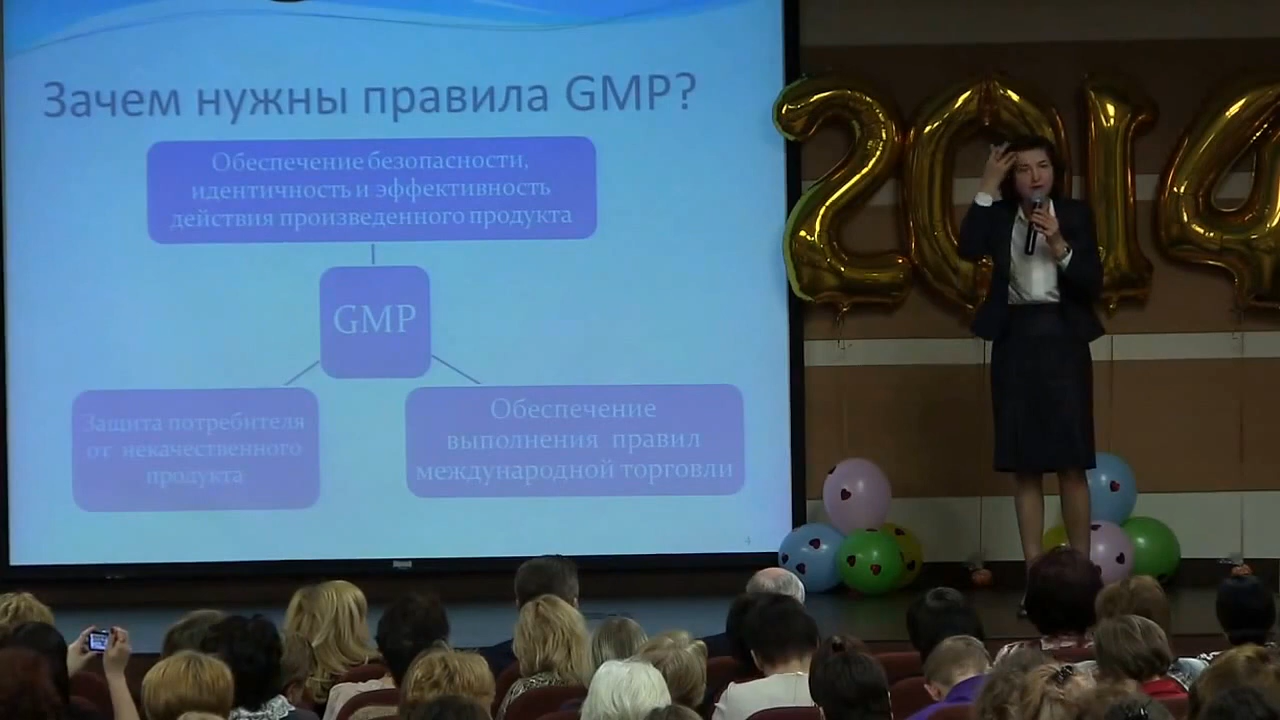 Зачем нужны правила GMP?
Обеспечение безопасности,
идентичность и эффективность
действия произведенного продукта
GMP
Защита потребителя
от некачественного
продукта
Обеспечение
выполнения правил
международной торговли
4
2014